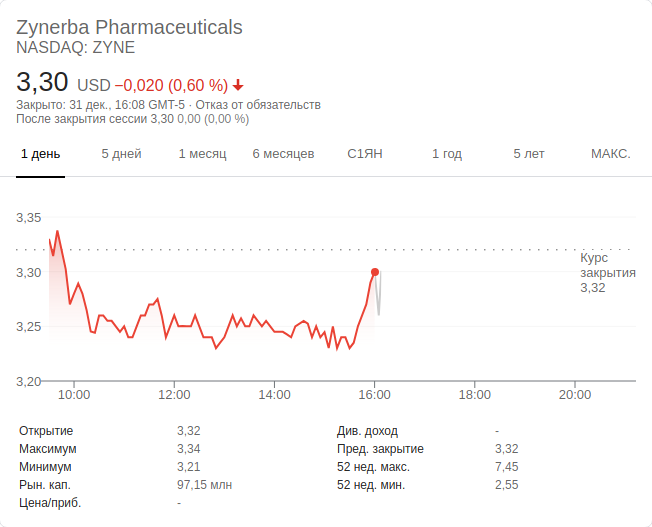 Zynerba Pharmaceuticals
NASDAQ: ZYNE
3,30 USD −0,020 (0,60 %)
Закрыто: 31 дек., 16:08 GMT-5 · Отказ от обязательств
После закрытия сессии 3,30 0,00 (0,00 %)
1 день 5 дней 1 месяц 6 месяцев С1ЯН 1 год 5 лет МАКС.
3,35
Курс
закрытия
3,32
3,30
3,25
3,20
10:00 12:00 14:00 16:00 18:00 20:00
Открытие 3,32 Див. доход -
Максимум 3,34 Пред. закрытие 3,32
Минимум 3,21 52 нед. макс. 7,45
Рын. кап. 97,15 млн 52 нед. мин. 2,55
Цена/приб. -